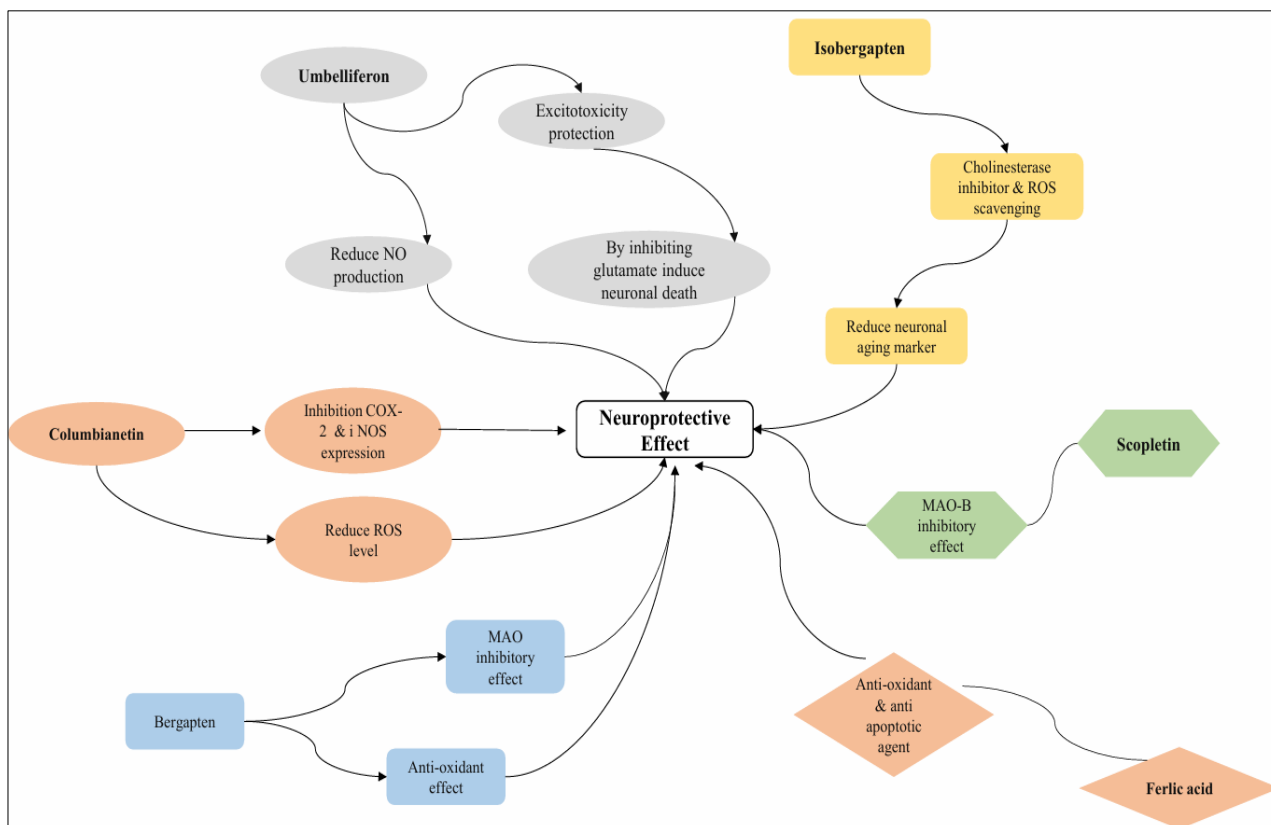 Umbelliferon
Excitotoxicity
protection
Reduce NO
production
By inhibiting
glutamate induce
neuronal death
Isobergapten
Cholinesterase
inhibitor & ROS
scavenging
Reduce neuronal
aging marker
Columbianetin
Inhibition COX-
2 & i NOS
expression
Reduce ROS
level
Neuroprotective
Effect
Scopletin
MAO-B
inhibitory
effect
Bergapten
MAO
inhibitory
effect
Anti-oxidant
effect
Anti-oxidant
& anti
apoptotic
agent
Ferlic acid